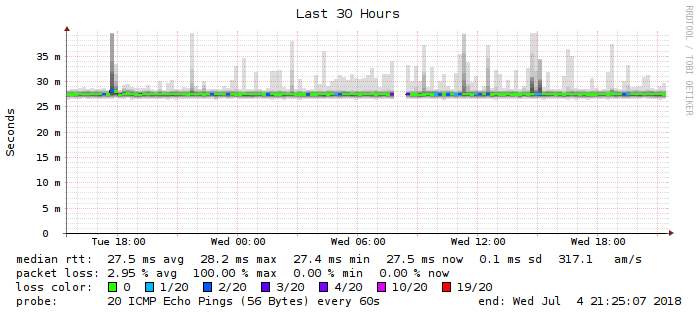 Last 30 Hours
RRDTOOL / TOBI OETIKER
Seconds
35 m
30 m
25 m
20 m
15 m
10 m
5 m
0
Tue 18:00 Wed 00:00 Wed 06:00 Wed 12:00 Wed 18:00
median rtt: 27.5 ms avg 28.2 ms max 27.4 ms min 27.5 ms now 0.1 ms sd 317.1 am/s
packet loss: 2.95 % avg 100.00 % max 0.00 % min 0.00 % now
loss color: 0 1/20 2/20 3/20 4/20 10/20 19/20
probe: 20 ICMP Echo Pings (56 Bytes) every 60s end: Wed Jul 4 21:25:07 2018